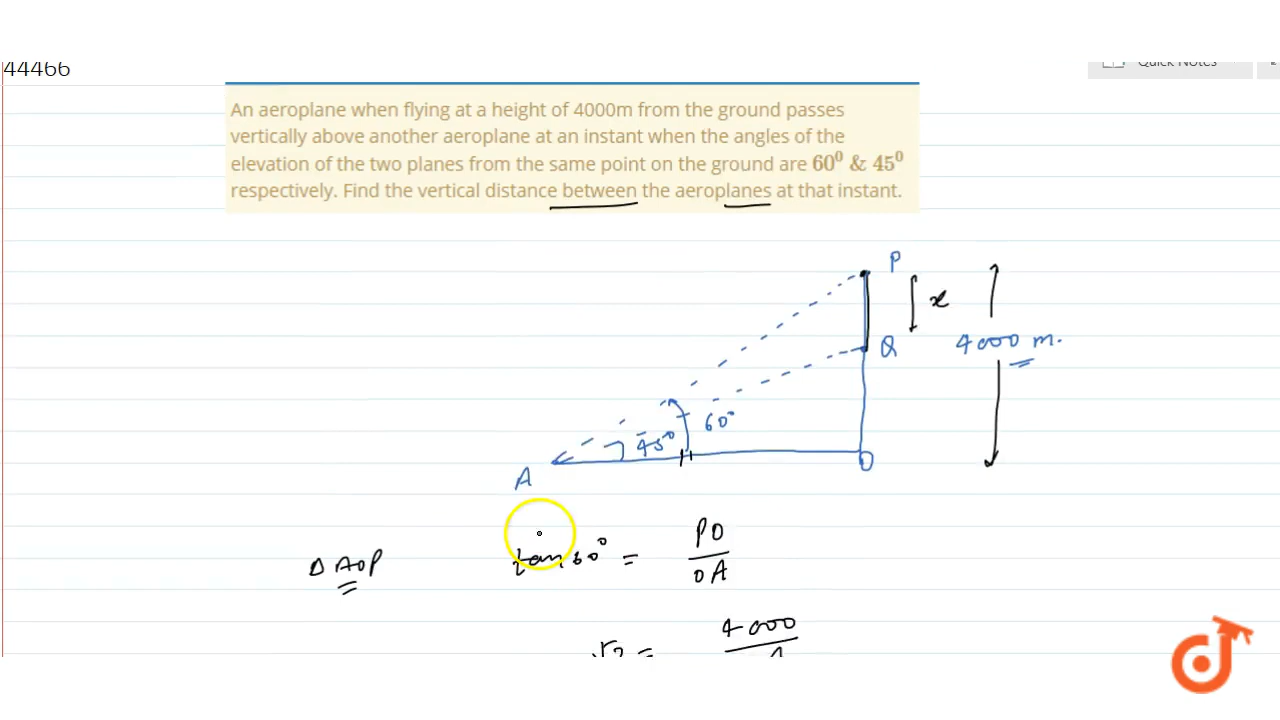 44466
Quick Notes
An aeroplane when flying at a height of 4000m from the ground passes
vertically above another aeroplane at an instant when the angles of the
elevation of the two planes from the same point on the ground are 60⁰ & 45⁰
respectively. Find the vertical distance between the aeroplanes at that instant.
P
x
Q
4000 m.
60°
45°
A
O
Δ AOP
tan 60° = PO / OA
4000